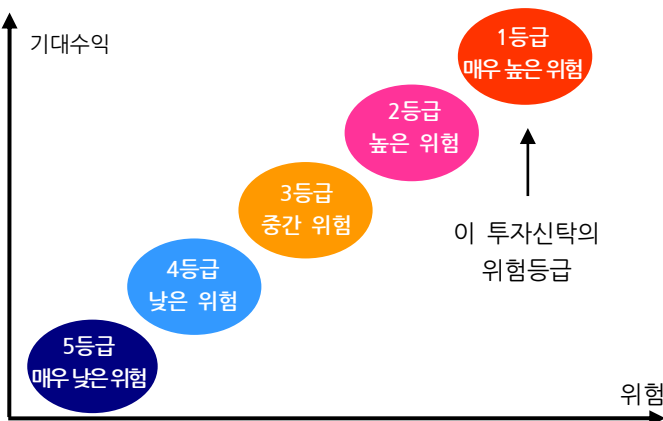 기대수익
1등급
매우 높은 위험
2등급
높은 위험
3등급
중간 위험
이 투자신탁의
위험등급
4등급
낮은 위험
5등급
매우 낮은 위험
위험